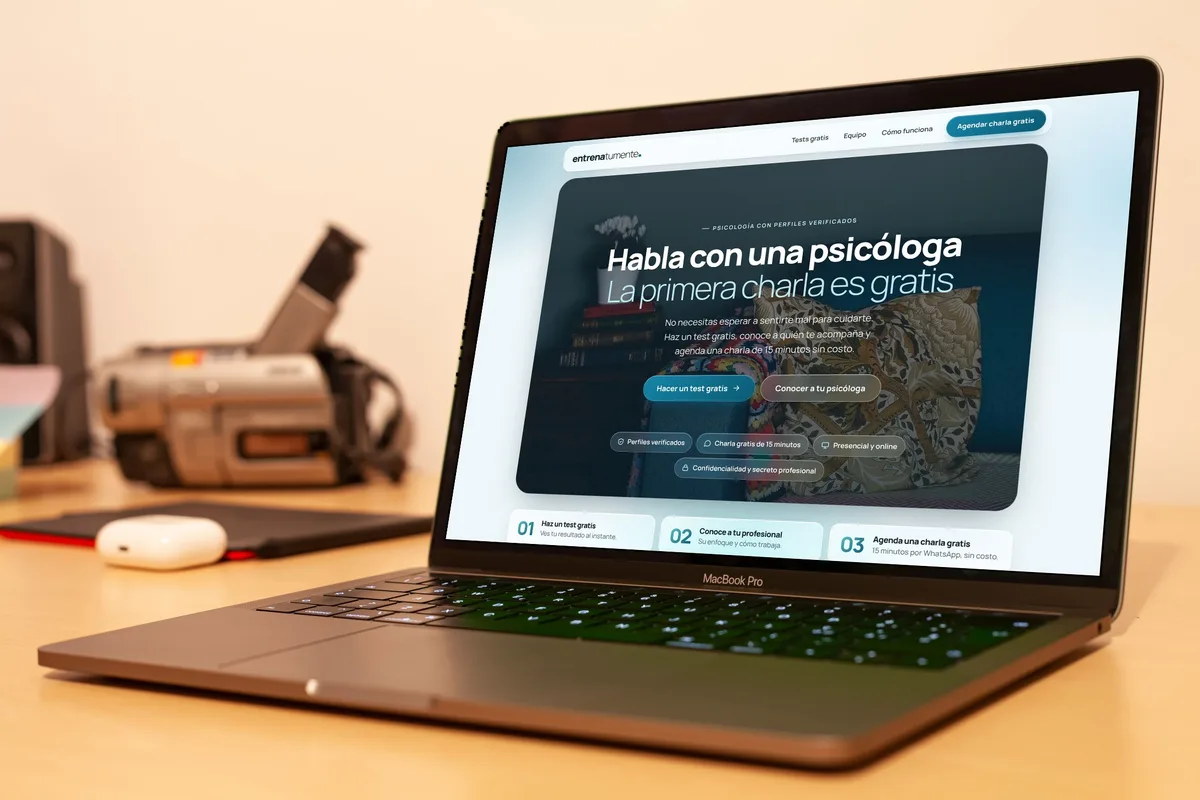 entrenatumente.
Tests gratis
Equipo
Cómo funciona
Agendar charla gratis
— PSICOLOGÍA CON PERFILES VERIFICADOS
Habla con una psicóloga
La primera charla es gratis
No necesitas esperar a sentirte mal para cuidarte.
Haz un test gratis, conoce a quién te acompaña y
agenda una charla de 15 minutos sin costo.
Hacer un test gratis →
Conocer a tu psicóloga
Perfiles verificados
Charla gratis de 15 minutos
Presencial y online
Confidencialidad y secreto profesional
01
Haz un test gratis
Ves tu resultado al instante.
02
Conoce a tu profesional
Su enfoque y cómo trabaja.
03
Agenda una charla gratis
15 minutos por WhatsApp, sin costo.
MacBook Pro